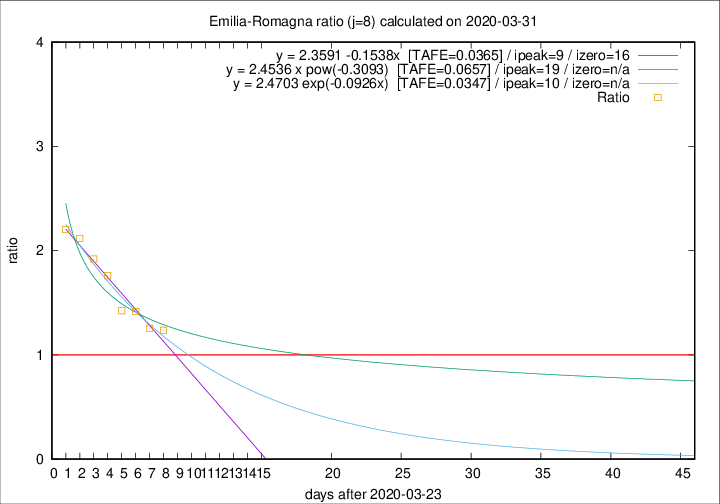 Emilia-Romagna ratio (j=8) calculated on 2020-03-31
y = 2.3591 -0.1538x [TAFE=0.0365] / ipeak=9 / izero=16
y = 2.4536 x pow(-0.3093) [TAFE=0.0657] / ipeak=19 / izero=n/a
y = 2.4703 exp(-0.0926x) [TAFE=0.0347] / ipeak=10 / izero=n/a
Ratio
4
3
2
1
0
ratio
0 1 2 3 4 5 6 7 8 9 10 11 12 13 14 15 20 25 30 35 40 45
days after 2020-03-23